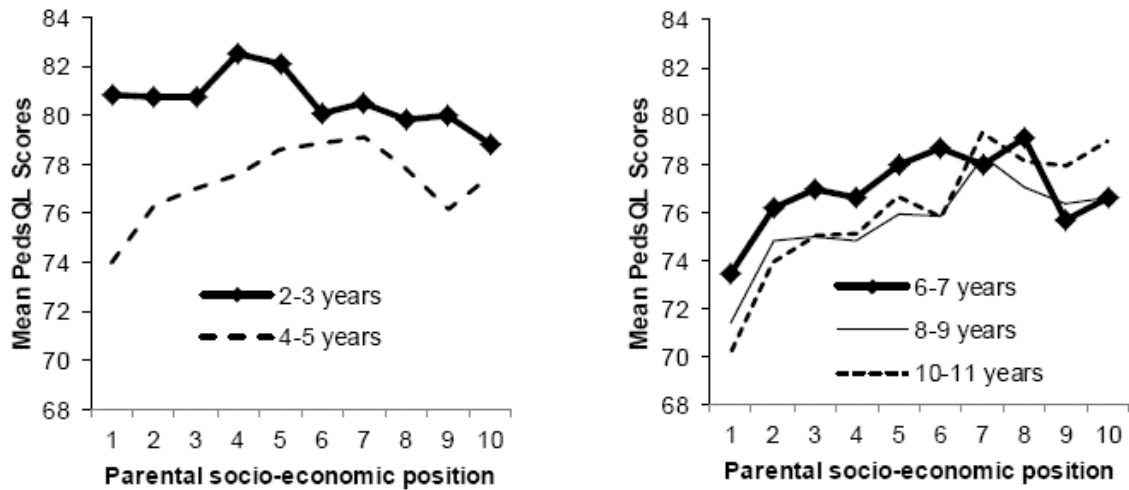 84
82
80
78
76
74
72
70
68
Mean PedsQL Scores
2-3 years
4-5 years
1 2 3 4 5 6 7 8 9 10
Parental socio-economic position
84
82
80
78
76
74
72
70
68
Mean PedsQL Scores
6-7 years
8-9 years
10-11 years
1 2 3 4 5 6 7 8 9 10
Parental socio-economic position